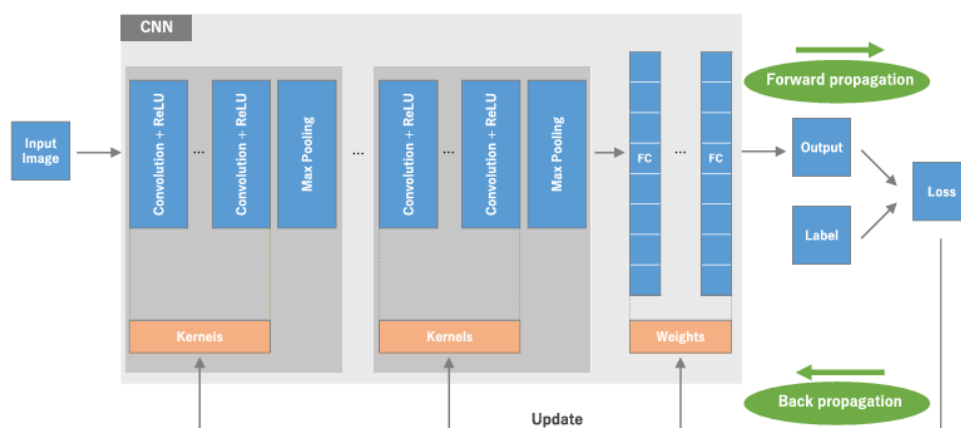 CNN
Forward propagation
Input
Image
Convolution + ReLU
...
Convolution + ReLU
Max Pooling
...
Convolution + ReLU
...
Convolution + ReLU
Max Pooling
FC
...
FC
Output
Label
Loss
Kernels
Kernels
Weights
Back propagation
Update